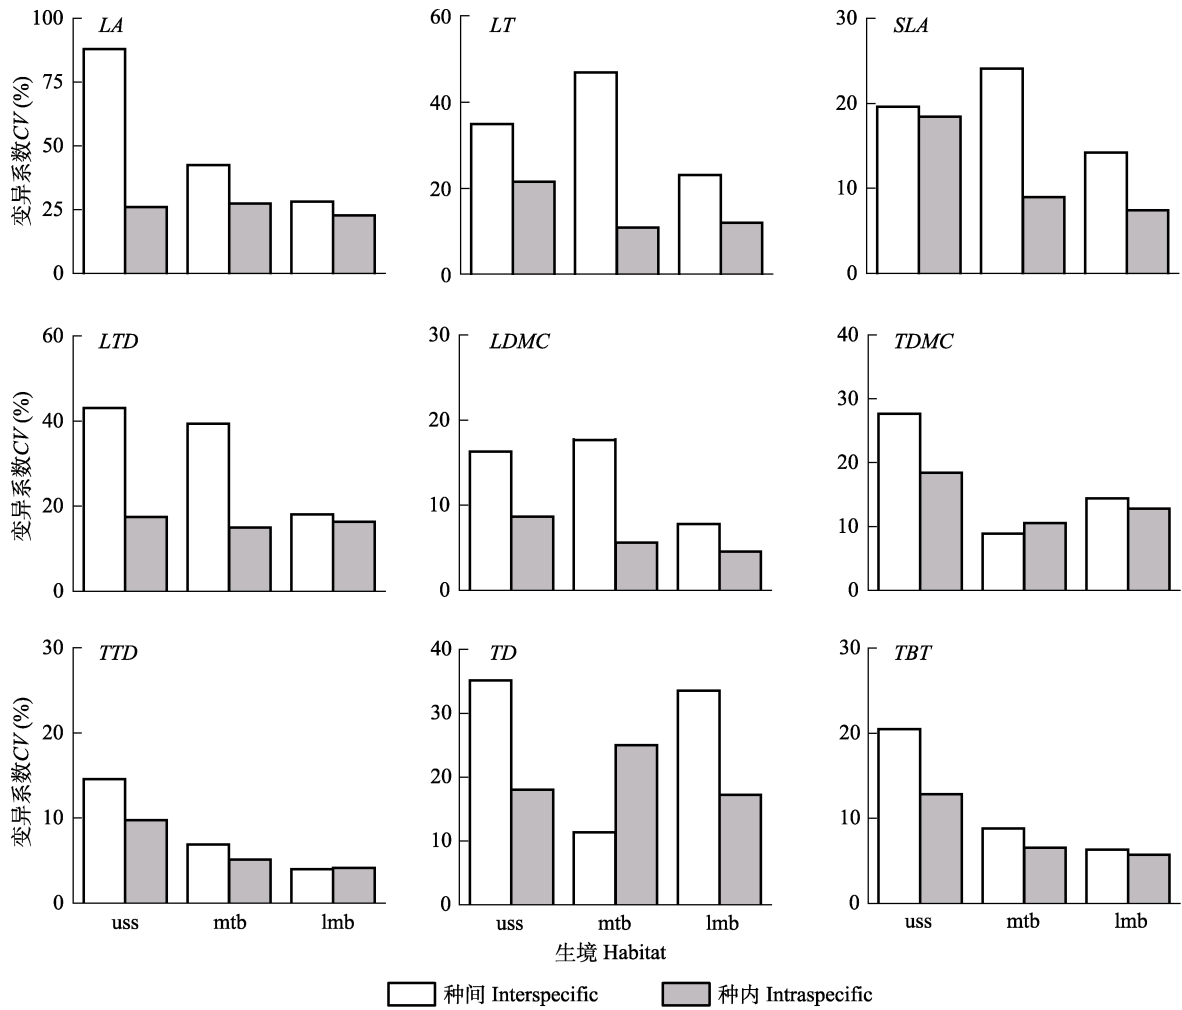 LA
变异系数CV (%)
100
75
50
25
0
LT
60
40
20
0
SLA
30
20
10
0
LTD
变异系数CV (%)
60
40
20
0
LDMC
30
20
10
0
TDMC
40
30
20
10
0
TTD
变异系数CV (%)
30
20
10
0
uss mtb lmb
TD
40
30
20
10
0
uss mtb lmb
TBT
30
20
10
0
uss mtb lmb
生境 Habitat
种间 Interspecific 种内 Intraspecific